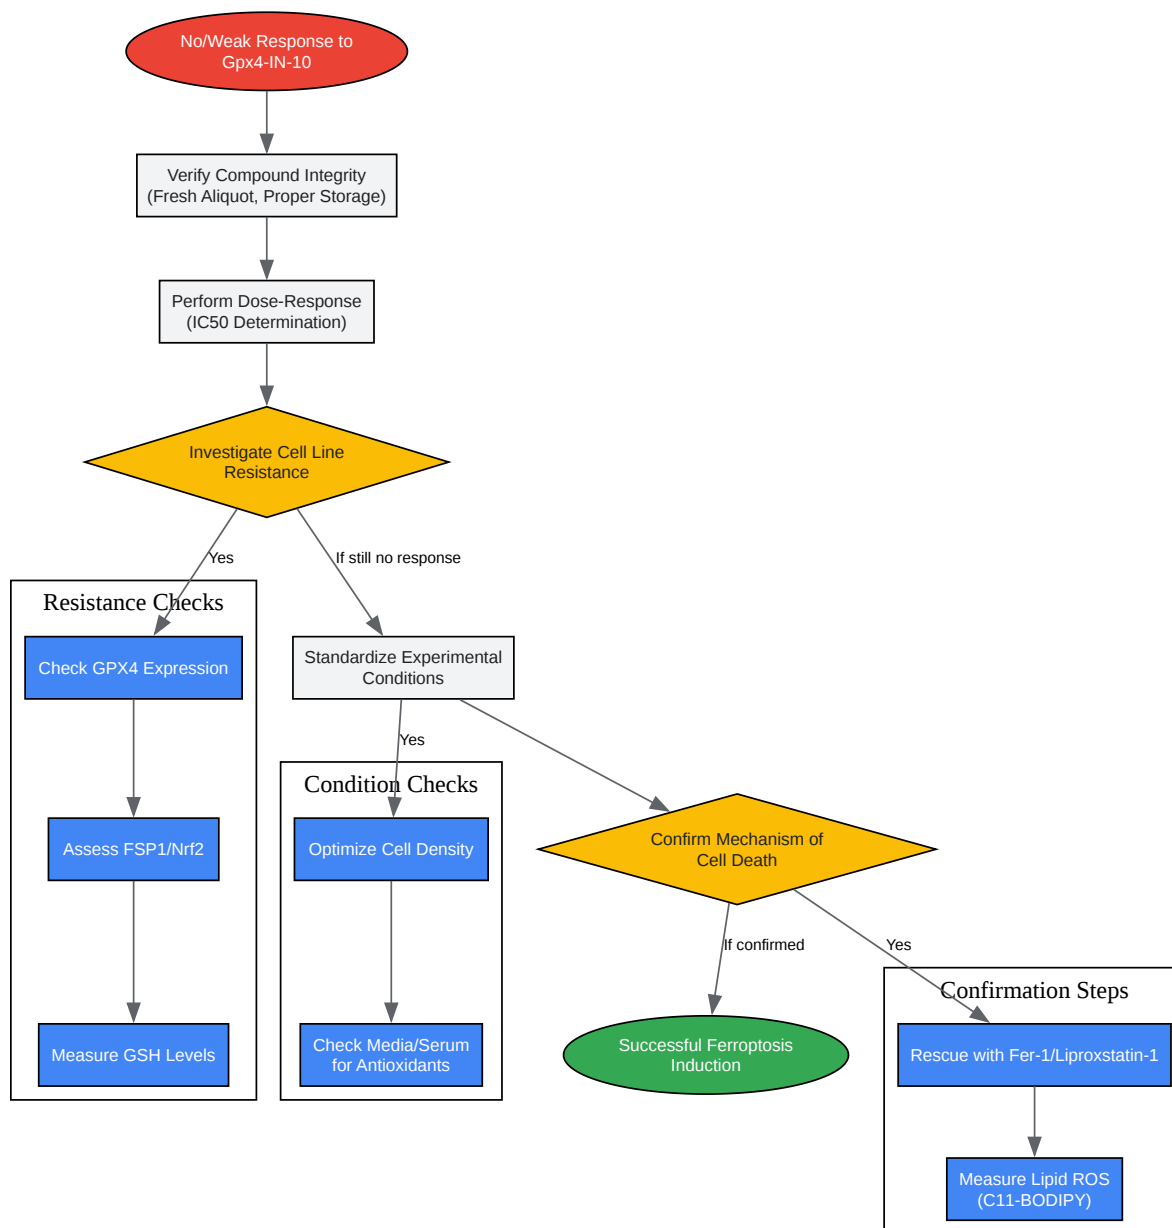 No/Weak Response to
Gpx4-IN-10
Verify Compound Integrity
(Fresh Aliquot, Proper Storage)
Perform Dose-Response
(IC50 Determination)
Investigate Cell Line
Resistance
Yes
If still no response
Resistance Checks
Check GPX4 Expression
Standardize Experimental
Conditions
Yes
Condition Checks
Assess FSP1/Nrf2
Optimize Cell Density
Confirm Mechanism of
Cell Death
If confirmed
Yes
Confirmation Steps
Measure GSH Levels
Check Media/Serum
for Antioxidants
Successful Ferroptosis
Induction
Rescue with Fer-1/Liproxstatin-1
Measure Lipid ROS
(C11-BODIPY)